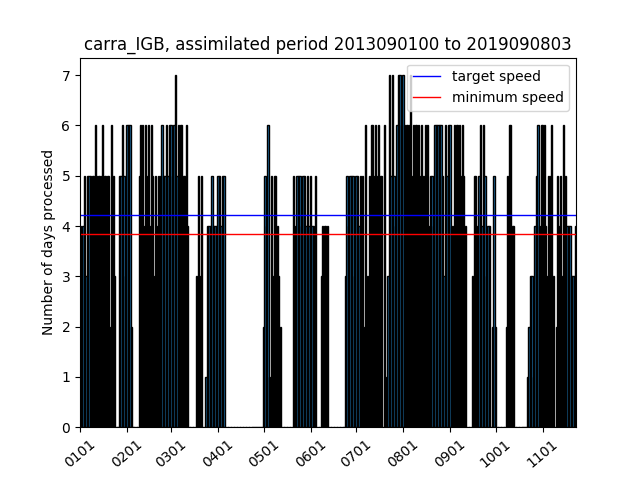 carra_IGB, assimilated period 2013090100 to 2019090803
target speed
minimum speed
Number of days processed
7
6
5
4
3
2
1
0
0101 0201 0301 0401 0501 0601 0701 0801 0901 1001 1101